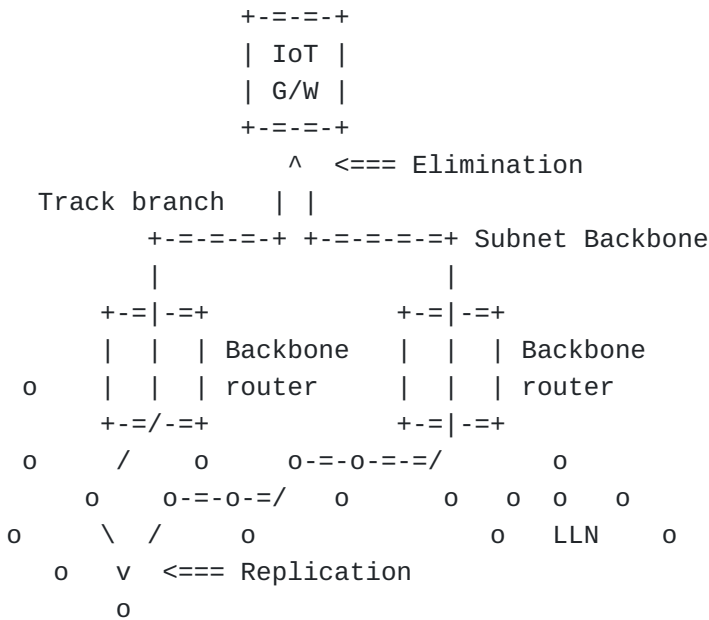 +-=-=-+
                  | IoT |
                  | G/W |
                  +-=-=-+
                     ^  <=== Elimination
     Track branch   | |
            +-=-=-=-+ +-=-=-=-=+ Subnet Backbone
            |                   |
         +-=|-=+             +-=|-=+
         |  |  | Backbone    |  |  | Backbone
    o    |  |  | router      |  |  | router
         +-=/-=+             +-=|-=+
    o     /    o     o-=-o-=-=/       o
        o    o-=-o-=/   o      o   o  o   o
   o     \  /     o               o   LLN    o
      o   v  <=== Replication
          o